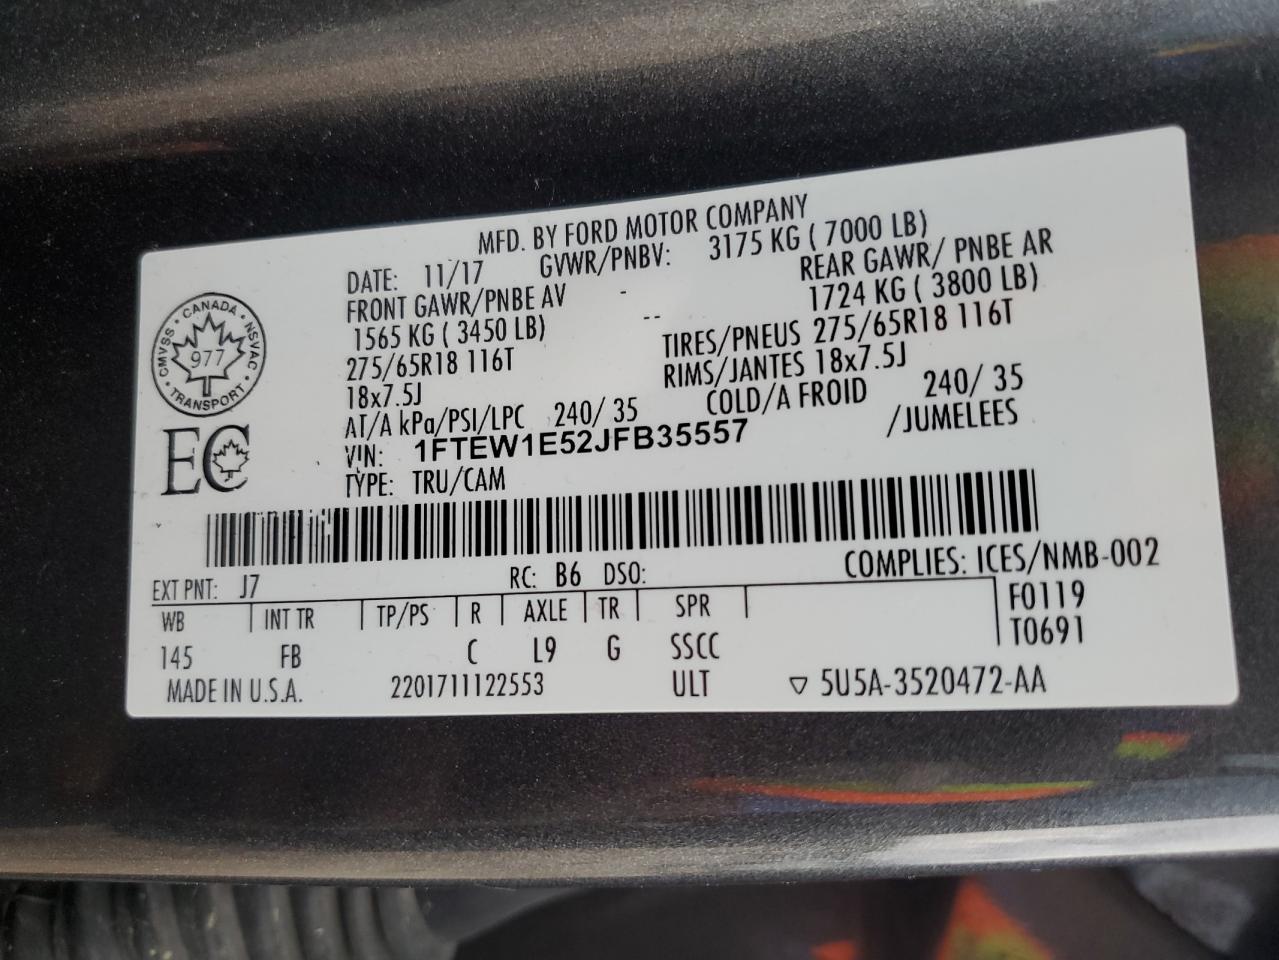 MFD. BY FORD MOTOR COMPANY
DATE: 11/17 GVWR/PNBV: 3175 KG ( 7000 LB)
FRONT GAWR/PNBE AV - REAR GAWR/ PNBE AR
1565 KG ( 3450 LB) -- 1724 KG ( 3800 LB)
275/65R18 116T TIRES/PNEUS 275/65R18 116T
18x7.5J RIMS/JANTES 18x7.5J
AT/A kPa/PSI/LPC 240/ 35 COLD/A FROID 240/ 35
VIN: 1FTEW1E52JFB35557 /JUMELEES
TYPE: TRU/CAM
CANADA
CMVSS NSVAC
977
TRANSPORT
EC
COMPLIES: ICES/NMB-002
EXT PNT: J7 RC: B6 DSO:
WB INT TR TP/PS R AXLE TR SPR F0119
T0691
145 FB C L9 G SSCC
MADE IN U.S.A. 2201711122553 ULT ▽ 5U5A-3520472-AA